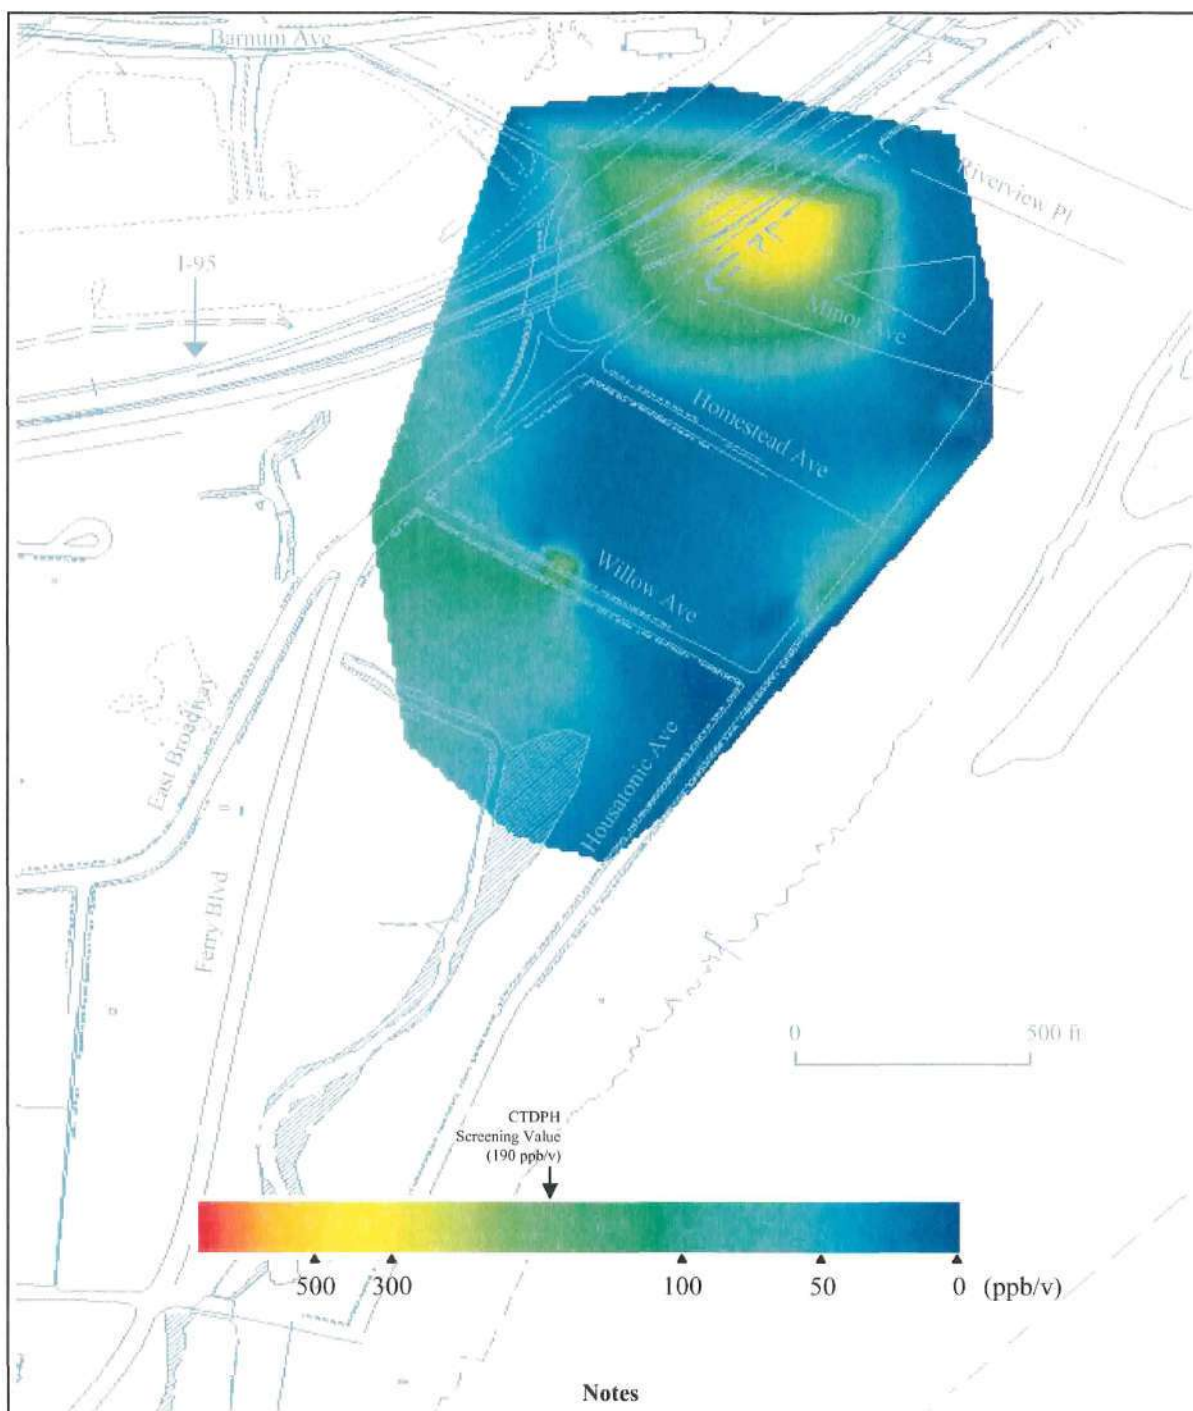 Barnum Ave
Riverview Pl
I-95
Minor Ave
Homestead Ave
Willow Ave
East Broadway
Housatonic Ave
Ferry Blvd
0 500 ft
CTDPH
Screening Value
(190 ppb/v)
500 300 100 50 0 (ppb/v)
Notes